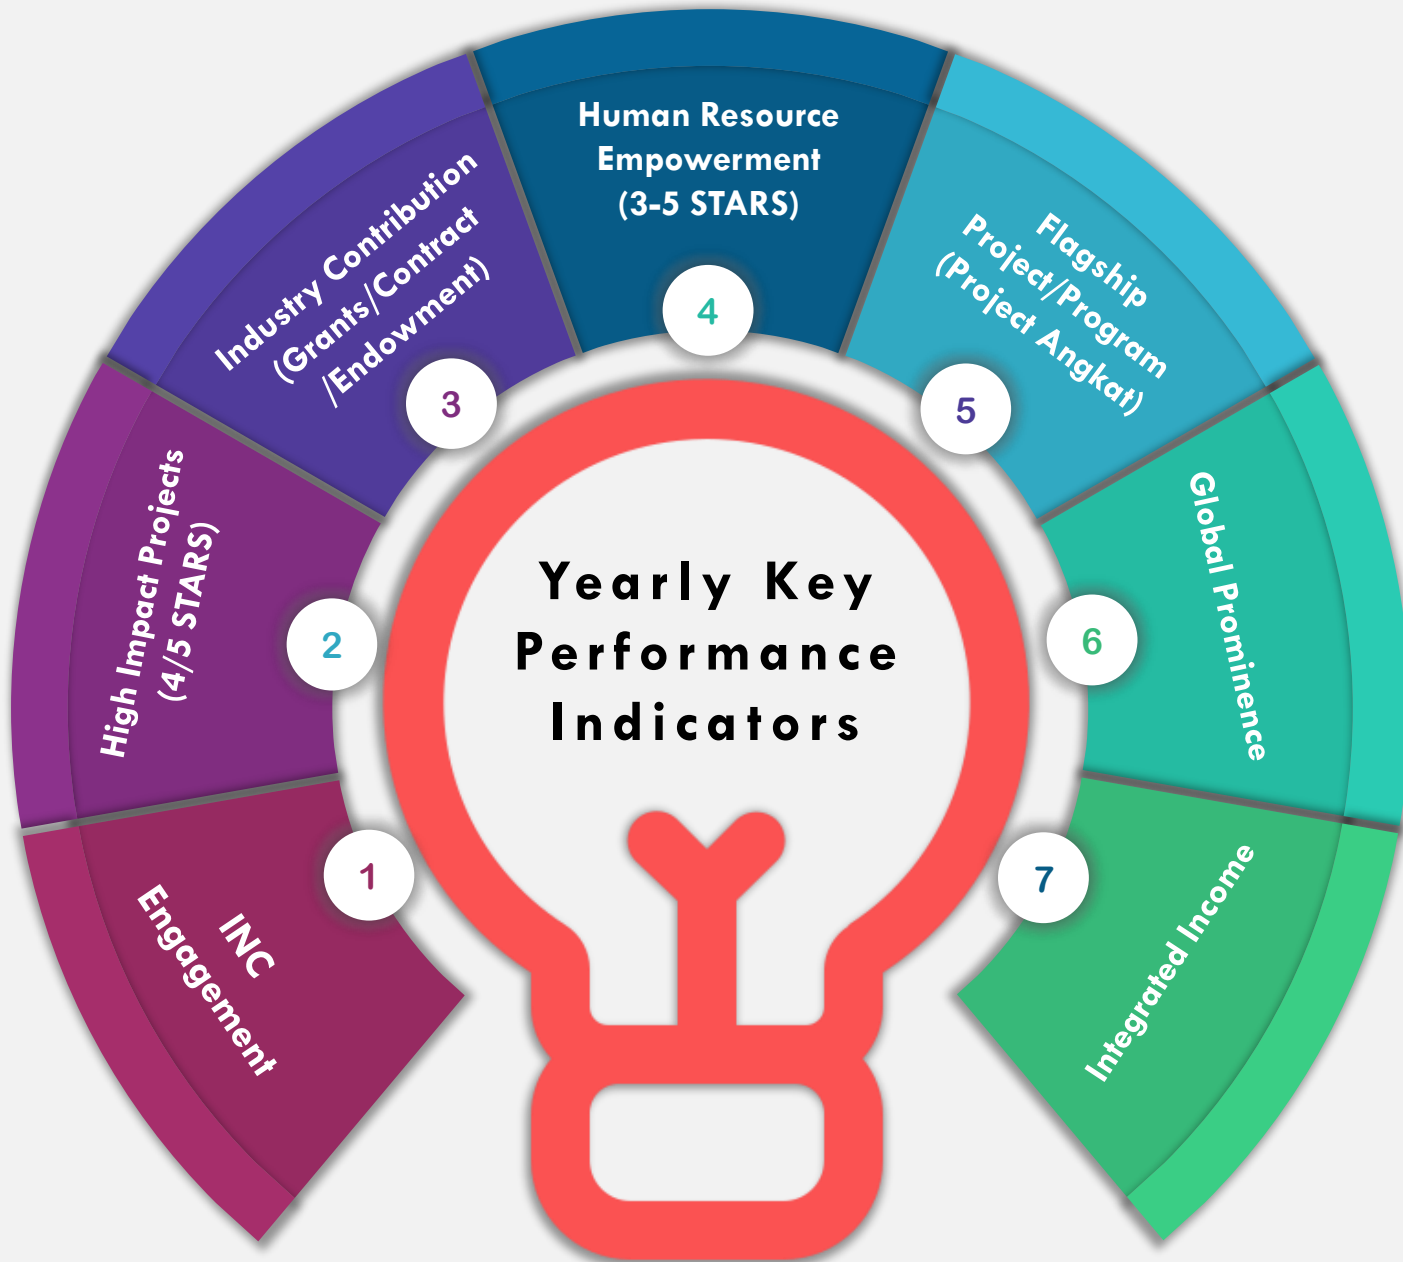 Yearly Key
Performance
Indicators
1
INC
Engagement
2
High Impact Projects
(4/5 STARS)
3
Industry Contribution
(Grants/Contract
/Endowment)
4
Human Resource
Empowerment
(3-5 STARS)
5
Flagship
Project/Program
(Project Angkat)
6
Global Prominence
7
Integrated Income